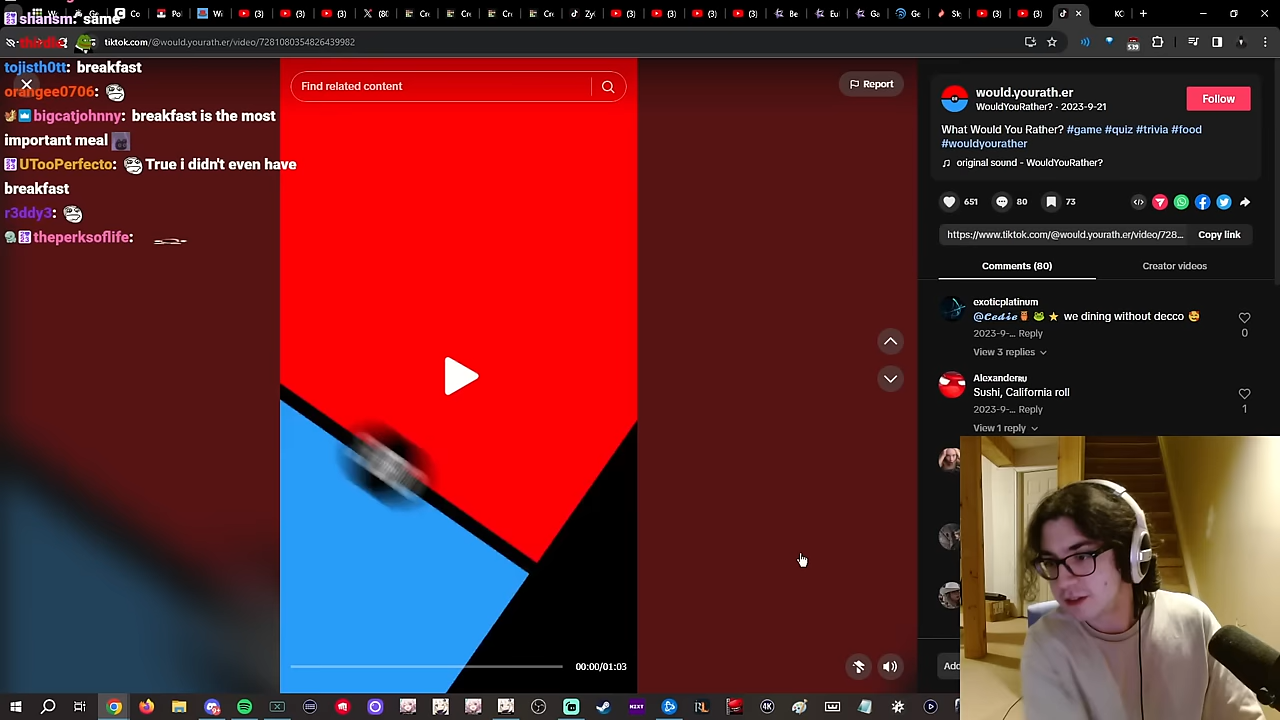 shansm: same
thirdle
tojisth0tt: breakfast
orangee0706:
bigcatjohnny: breakfast is the most
important meal
UTooPerfecto: True i didn't even have
breakfast
r3ddy3:
theperksoflife:
tiktok.com/@would.yourath.er/video/7281080354826439982
Find related content
Report
00:00/01:03
would.yourath.er
WouldYouRather? · 2023-9-21
Follow
What Would You Rather? #game #quiz #trivia #food
#wouldyourather
♫ original sound - WouldYouRather?
651
80
73
https://www.tiktok.com/@would.yourath.er/video/728...
Copy link
Comments (80)
Creator videos
exoticplatinum
@𝓒𝓮𝓭𝓲𝓮 we dining without decco
0
2023-9-... Reply
View 3 replies
Alexanderʀᴜ
Sushi, California roll
2023-9-... Reply
1
View 1 reply
Add